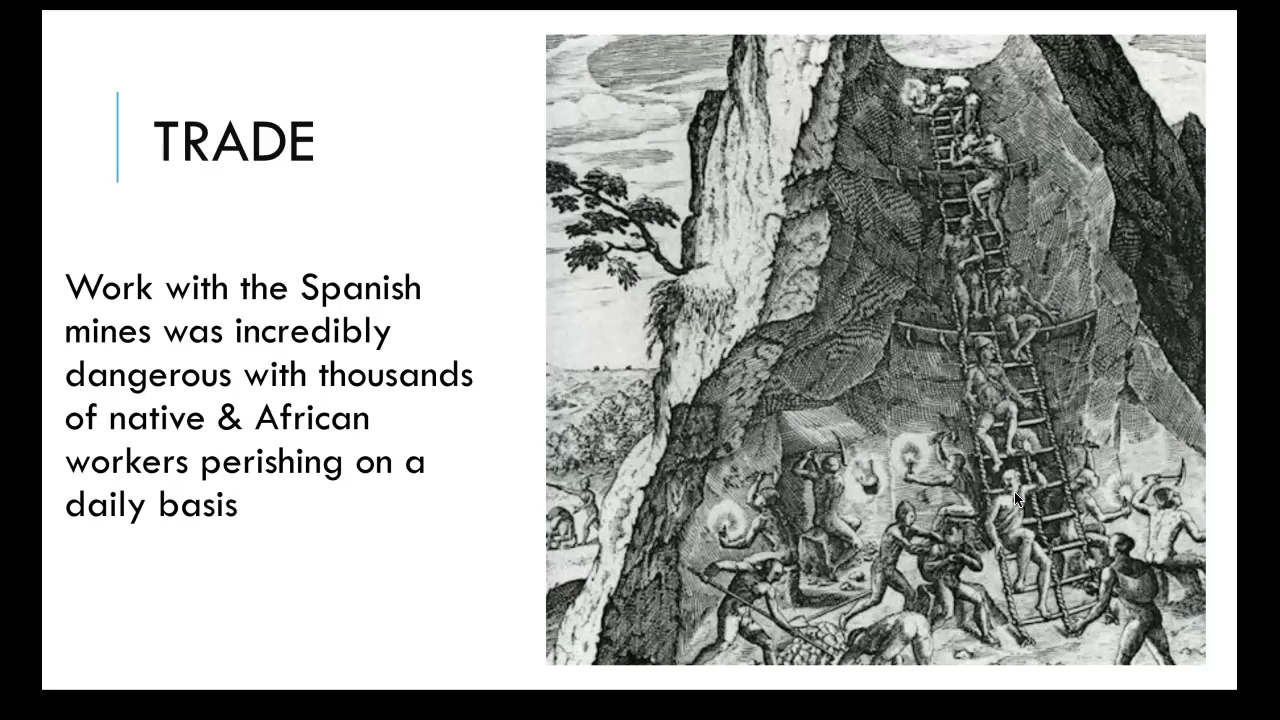 TRADE
Work with the Spanish
mines was incredibly
dangerous with thousands
of native & African
workers perishing on a
daily basis